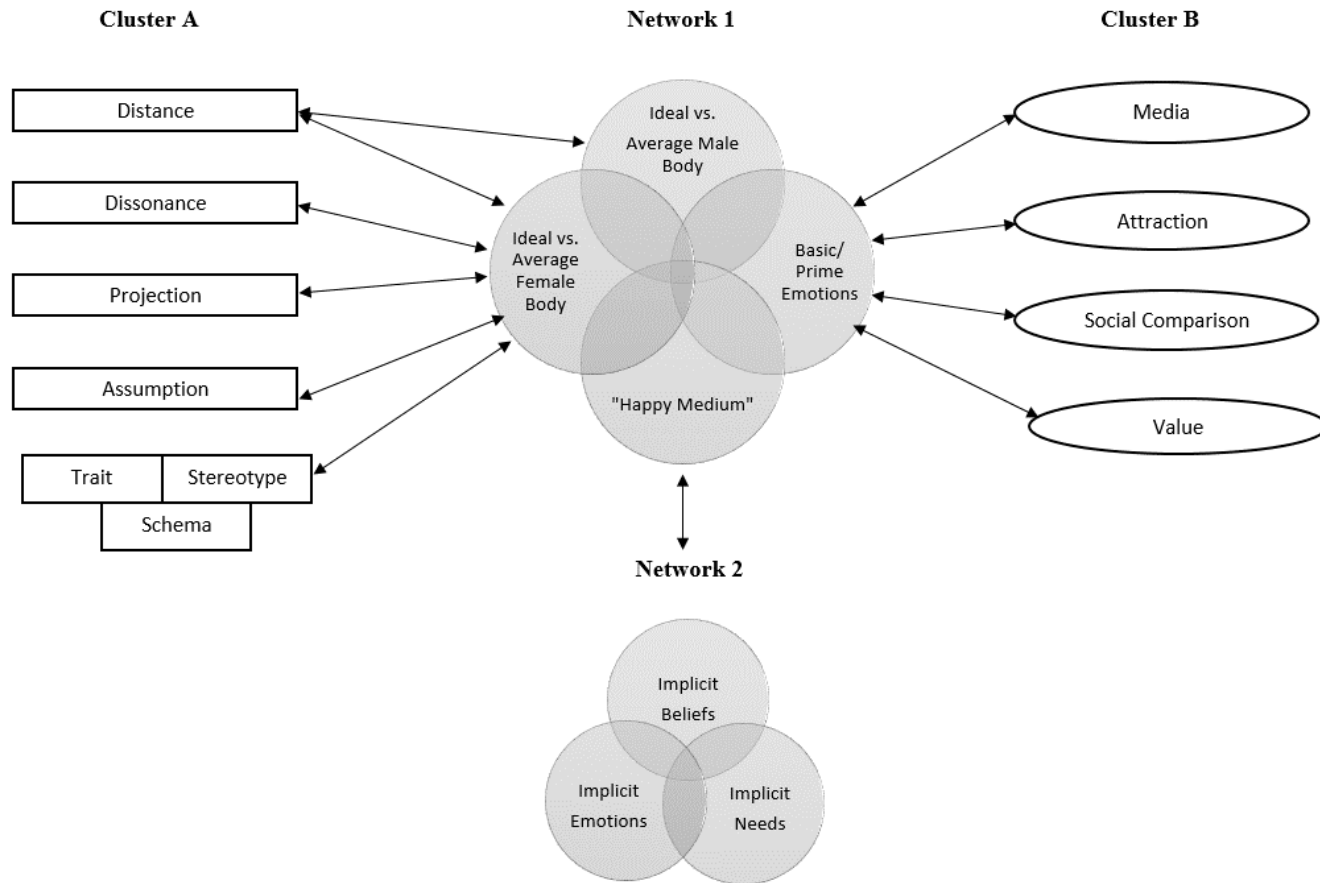 Cluster A
Network 1
Cluster B
Distance
Dissonance
Projection
Assumption
Trait
Stereotype
Schema
Ideal vs.
Average Male
Body
Ideal vs.
Average
Female
Body
Basic/
Prime
Emotions
"Happy Medium"
Media
Attraction
Social Comparison
Value
Network 2
Implicit
Beliefs
Implicit
Emotions
Implicit
Needs